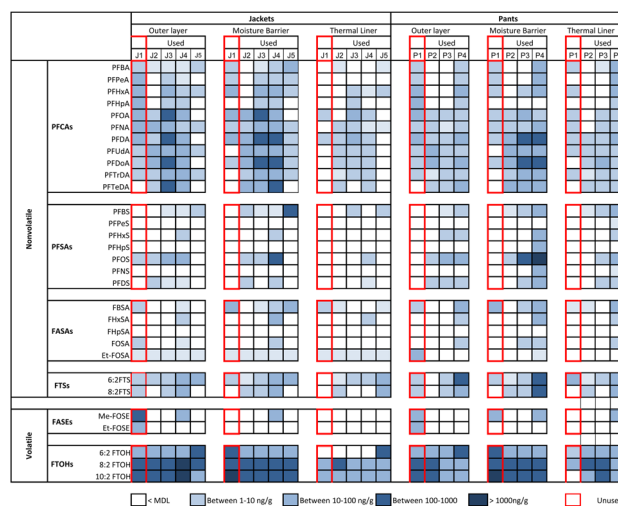 Jackets Pants
Outer layer Moisture Barrier Thermal Liner Outer layer Moisture Barrier Thermal Liner
Used Used Used Used Used Used
J1 J2 J3 J4 J5 J1 J2 J3 J4 J5 J1 J2 J3 J4 J5 P1 P2 P3 P4 P1 P2 P3 P4 P1 P2 P3 P4
Nonvolatile
PFCAs
PFBA
PFPeA
PFHxA
PFHpA
PFOA
PFNA
PFDA
PFUdA
PFDoA
PFTrDA
PFTeDA
PFSAs
PFBS
PFPeS
PFHxS
PFHpS
PFOS
PFNS
PFDS
FASAs
FBSA
FHxSA
FHpSA
FOSA
Et-FOSA
FTSs
6:2FTS
8:2FTS
Volatile
FASEs
Me-FOSE
Et-FOSE
FTOHs
6:2 FTOH
8:2 FTOH
10:2 FTOH
< MDL Between 1-10 ng/g Between 10-100 ng/g Between 100-1000 > 1000ng/g Unuse